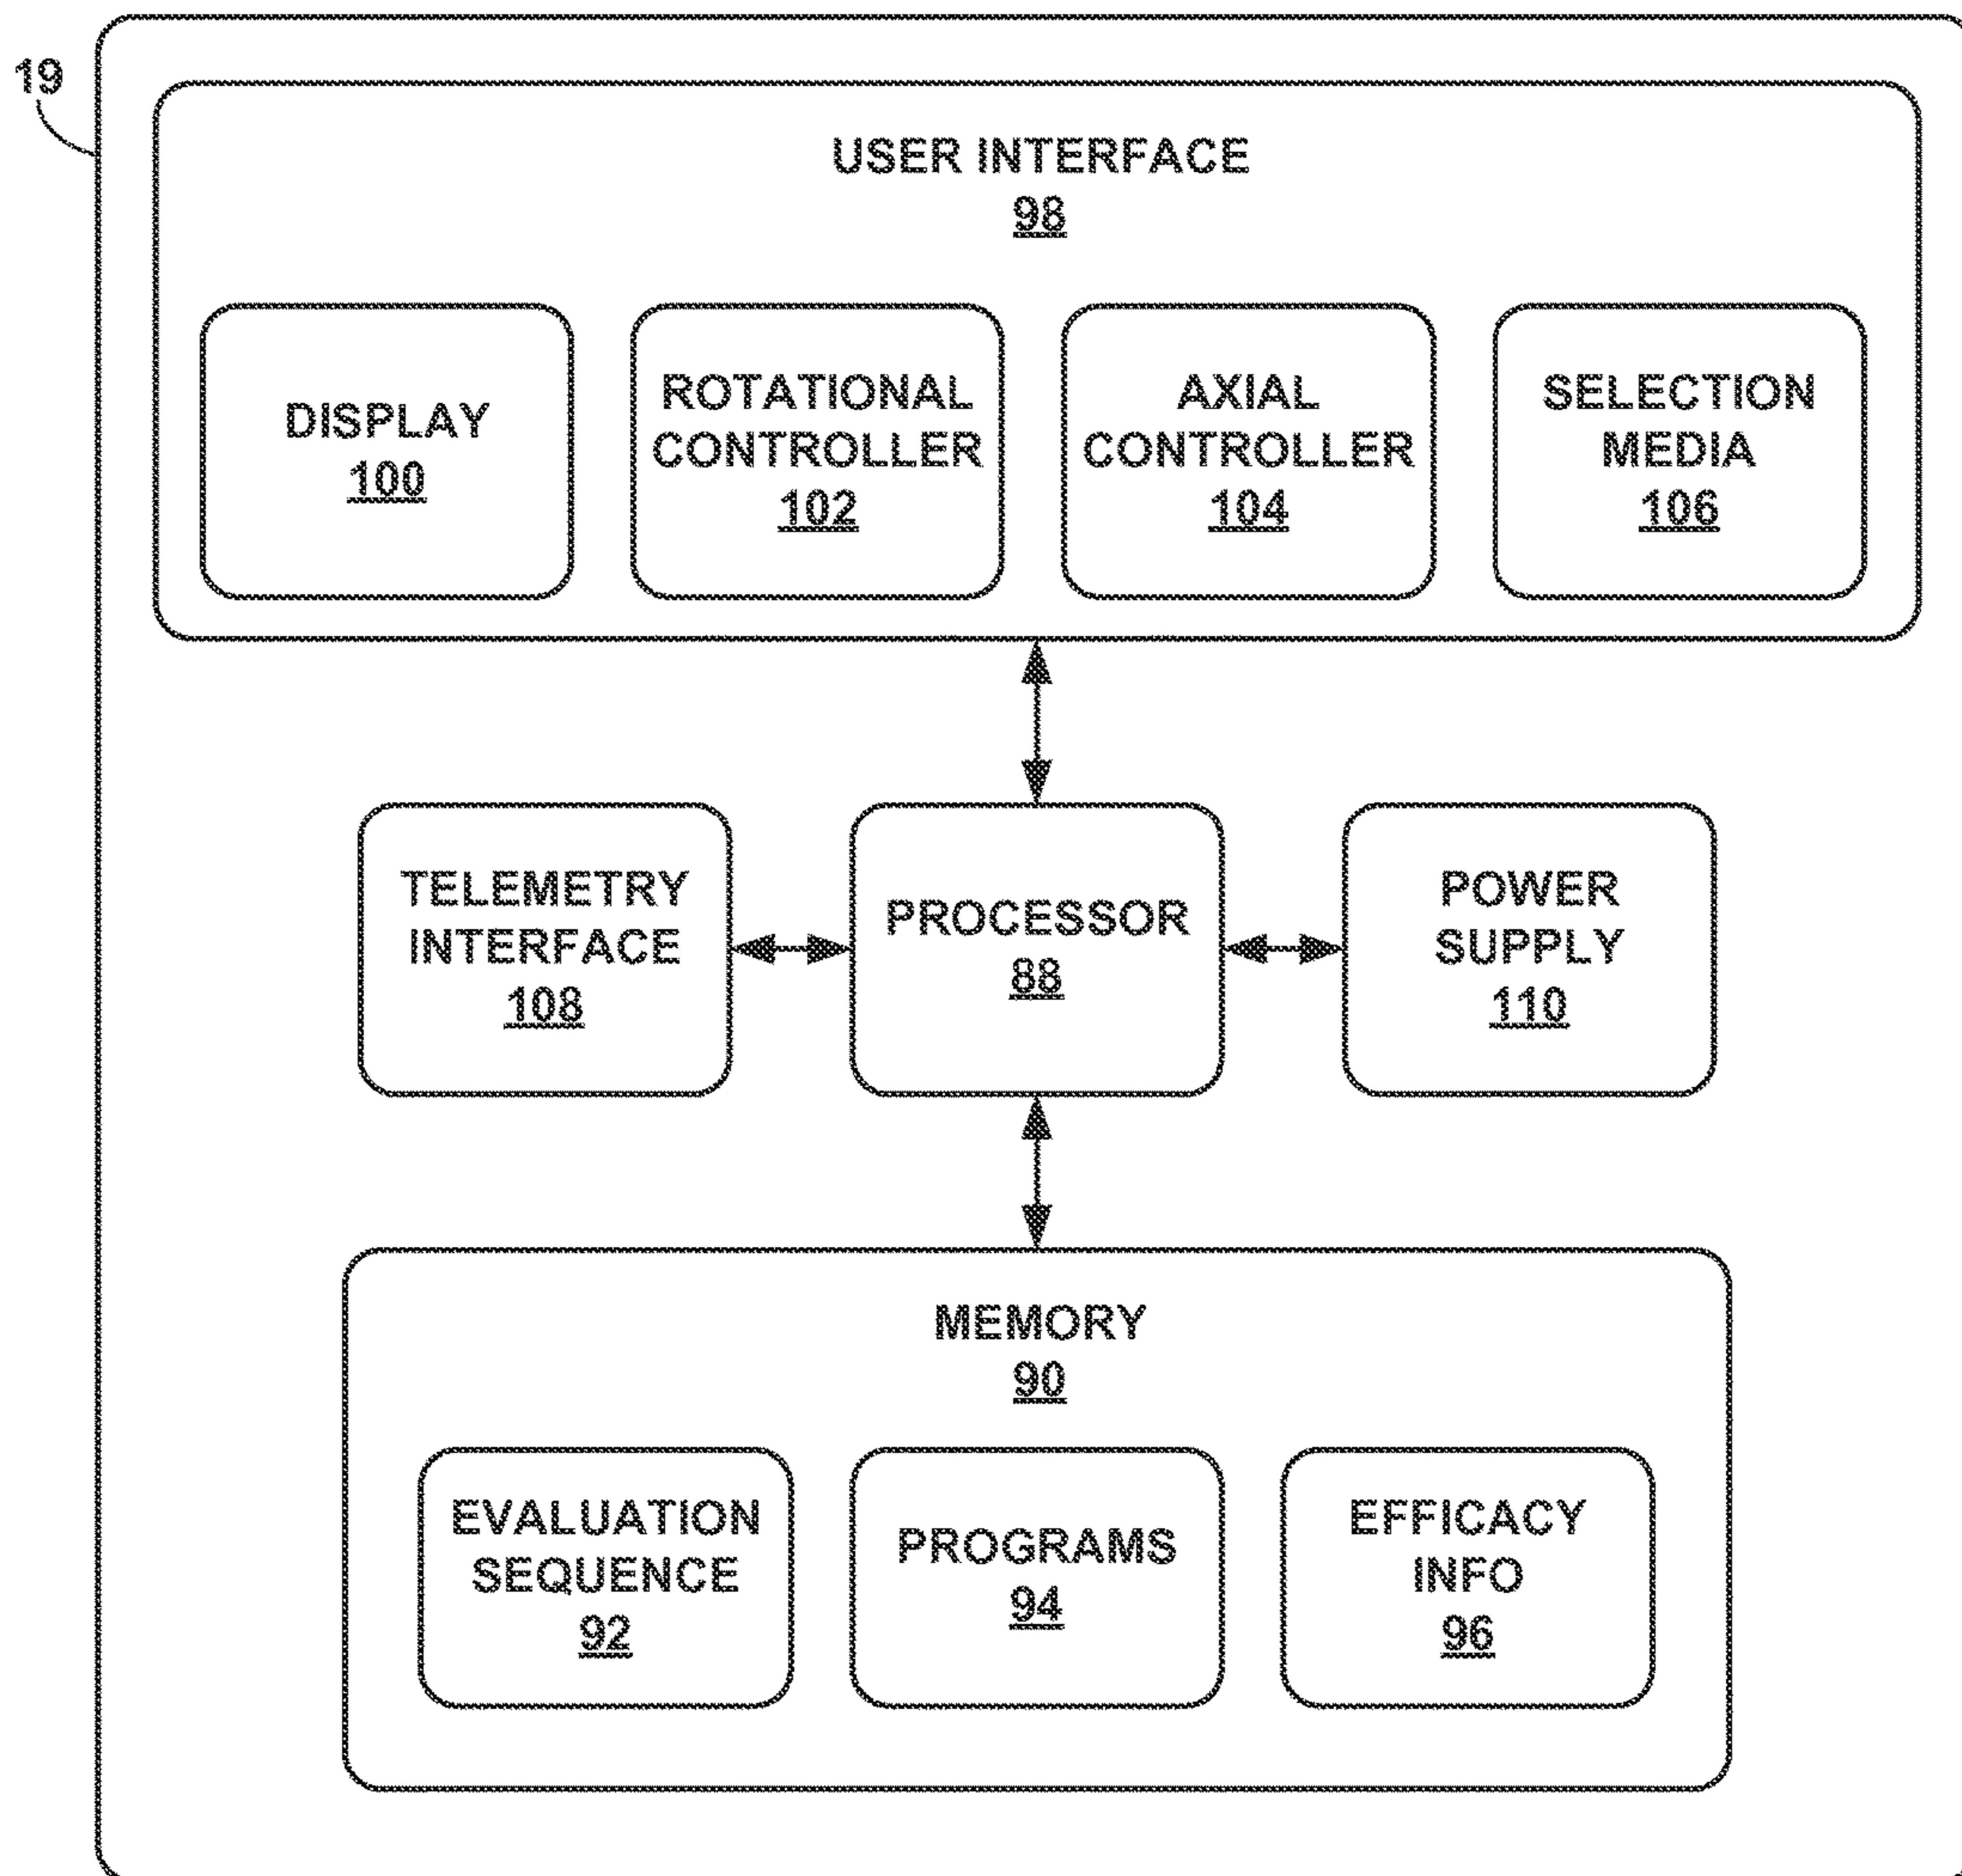 19
USER INTERFACE
98
DISPLAY
100
ROTATIONAL
CONTROLLER
102
AXIAL
CONTROLLER
104
SELECTION
MEDIA
106
TELEMETRY
INTERFACE
108
PROCESSOR
88
POWER
SUPPLY
110
MEMORY
90
EVALUATION
SEQUENCE
92
PROGRAMS
94
EFFICACY
INFO
96